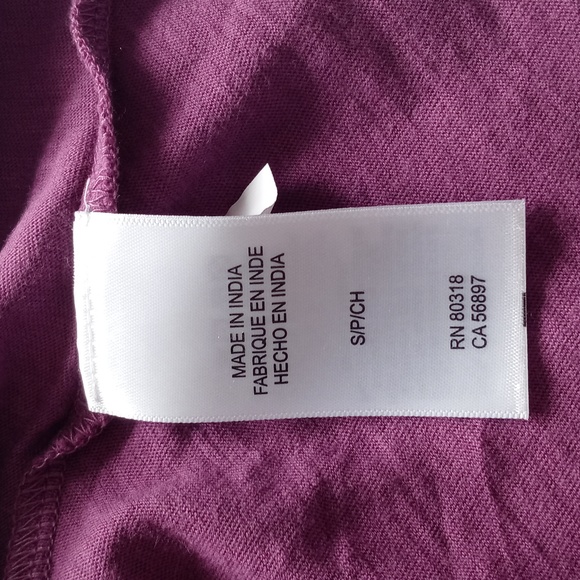 MADE IN INDIA
FABRIQUE EN INDE
HECHO EN INDIA
S/P/CH
RN 80318
CA 56897